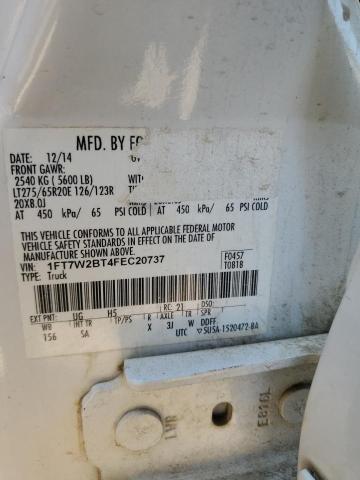 MFD. BY
DATE: 12/14
FRONT GAWR:
2540 KG ( 5600 LB)
LT275/65R20E 126/123R
20X8.0J
AT 450 kPa/ 65 PSI COLD AT 450 kPa/ 65 PSI COLD
THIS VEHICLE CONFORMS TO ALL APPLICABLE FEDERAL MOTOR
VEHICLE SAFETY STANDARDS IN EFFECT ON THE DATE OF
MANUFACTURE SHOWN ABOVE.
VIN: 1FT7W2BT4FEC20737
TYPE: Truck
F0457
T0818
EXT PNT: UG H5 RC: 21 DSO:
WB INT TR TP/PS R AXLE TR SPR
156 SA X 3J W DDFF
UTC ▽5U5A-1520472-BA
LWR
E816L